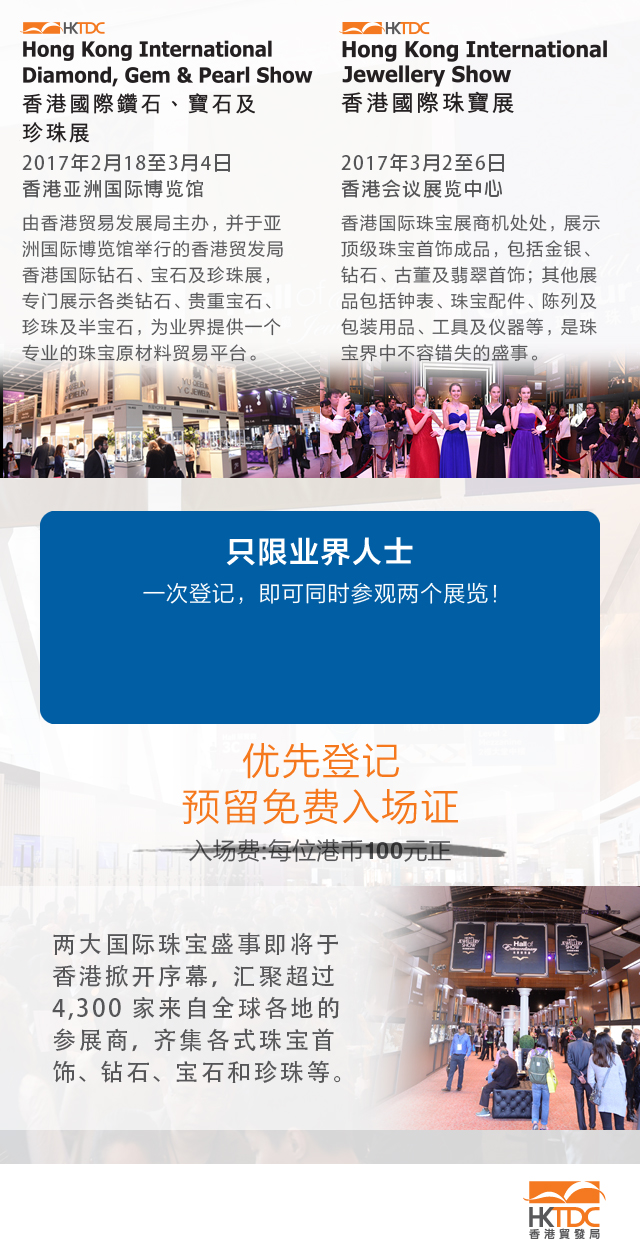 HKTDC
Hong Kong International
Diamond, Gem & Pearl Show
香港國際鑽石、寶石及
珍珠展
2017年2月18至3月4日
香港亚洲国际博览馆
由香港贸易发展局主办，并于亚
洲国际博览馆举行的香港贸发局
香港国际钻石、宝石及珍珠展，
专门展示各类钻石、贵重宝石、
珍珠及半宝石，为业界提供一个
专业的珠宝原材料贸易平台。
HKTDC
Hong Kong International
Jewellery Show
香港國際珠寶展
2017年3月2至6日
香港会议展览中心
香港国际珠宝展商机处处，展示
顶级珠宝首饰成品，包括金银、
钻石、古董及翡翠首饰；其他展
品包括钟表、珠宝配件、陈列及
包装用品、工具及仪器等，是珠
宝界中不容错失的盛事。
只限业界人士
一次登记，即可同时参观两个展览！
优先登记
预留免费入场证
入场费:每位港币100元正
两大国际珠宝盛事即将于
香港掀开序幕，汇聚超过
4,300 家来自全球各地的
参展商，齐集各式珠宝首
饰、钻石、宝石和珍珠等。
JEWELLERY
SHOW
Hall of
Extraordinary
JEWELLERY
SHOW
HKTDC
香港貿發局